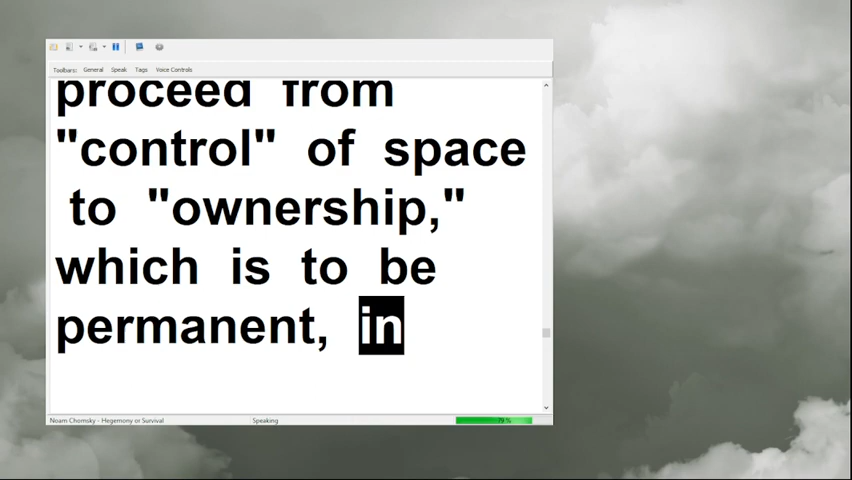 Toolbars: General Speak Tags Voice Controls
proceed from
"control" of space
to "ownership,"
which is to be
permanent, in
Noam Chomsky - Hegemony or Survival Speaking 79%